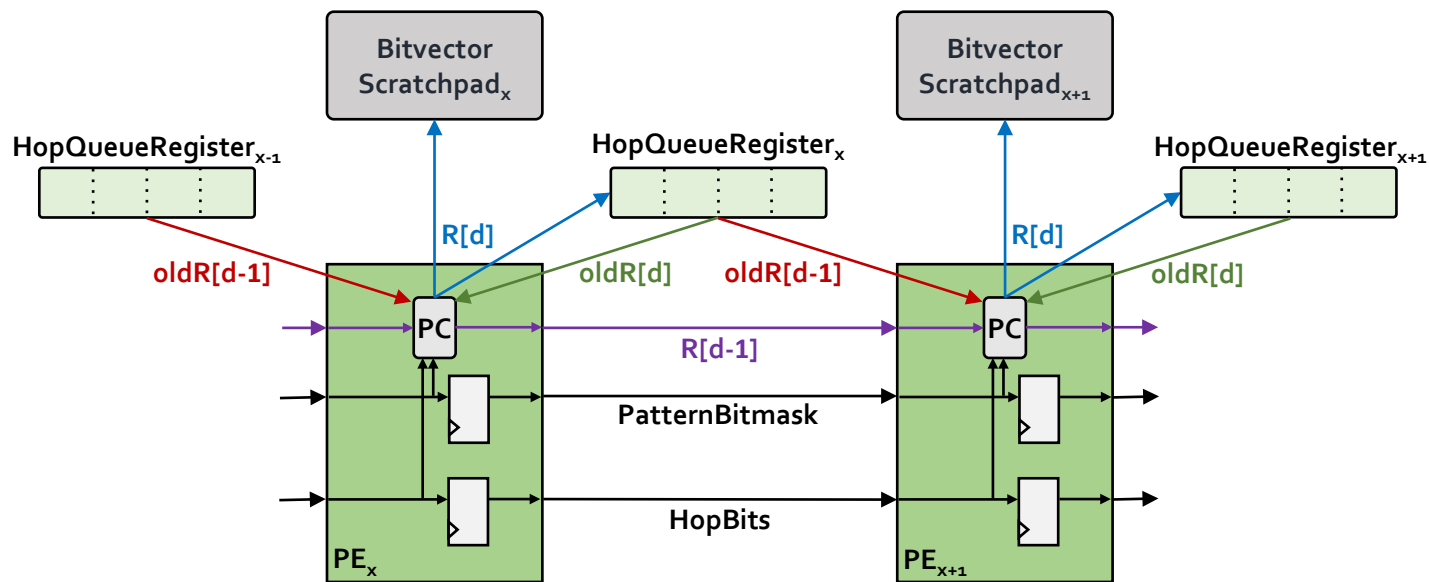 Bitvector
Scratchpadₓ
Bitvector
Scratchpadₓ₊₁
HopQueueRegisterₓ₋₁
HopQueueRegisterₓ
HopQueueRegisterₓ₊₁
R[d]
R[d]
oldR[d-1]
oldR[d]
oldR[d-1]
oldR[d]
PC
PC
R[d-1]
PatternBitmask
HopBits
PEₓ
PEₓ₊₁